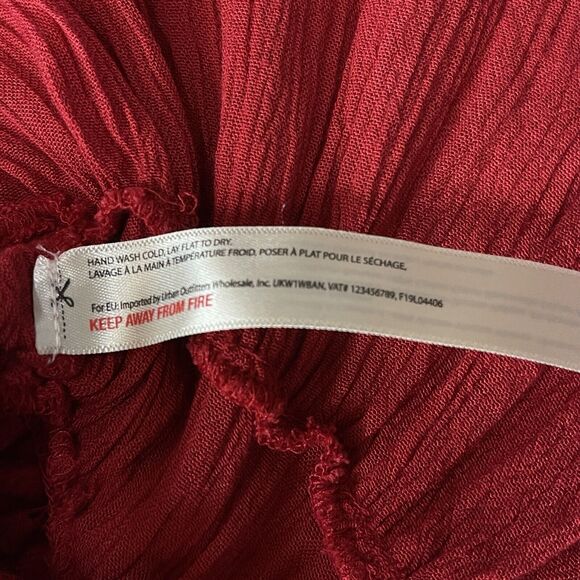 HAND WASH COLD, LAY FLAT TO DRY.
LAVAGE À LA MAIN À TEMPÉRATURE FROID, POSER À PLAT POUR LE SÉCHAGE.
For EU: Imported by Urban Outfitters Wholesale, Inc. UKW1W8AN, VAT# 123456789, F19L04406
KEEP AWAY FROM FIRE